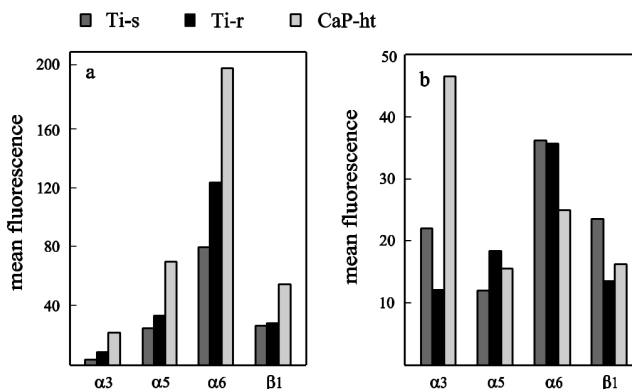 Ti-s Ti-r CaP-ht
a
mean fluorescence
200
160
120
80
40
α3 α5 α6 β1
b
mean fluorescence
50
40
30
20
10
α3 α5 α6 β1